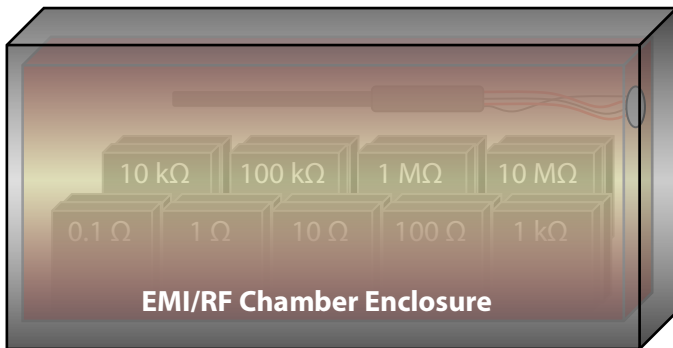 10 kΩ 100 kΩ 1 MΩ 10 MΩ
0.1 Ω 1 Ω 10 Ω 100 Ω 1 kΩ
EMI/RF Chamber Enclosure